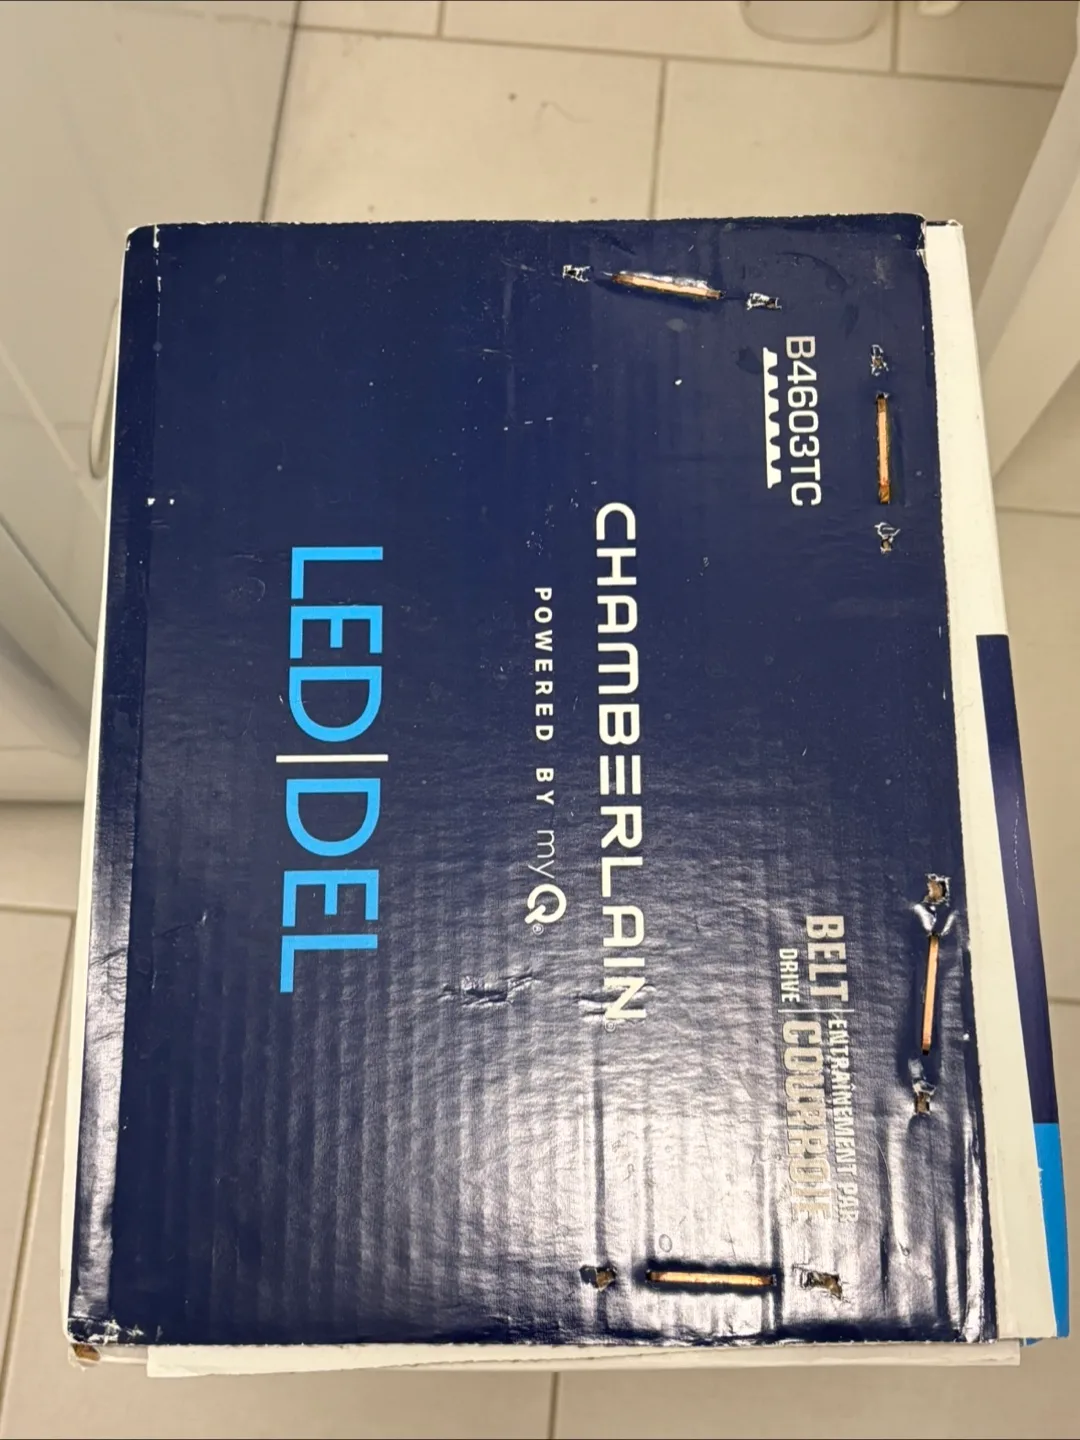 B4603TC
BELT | ENTRAÎNEMENT PAR
DRIVE | COURROIE
CHAMBERLAIN®
POWERED BY myQ®
LED|DEL